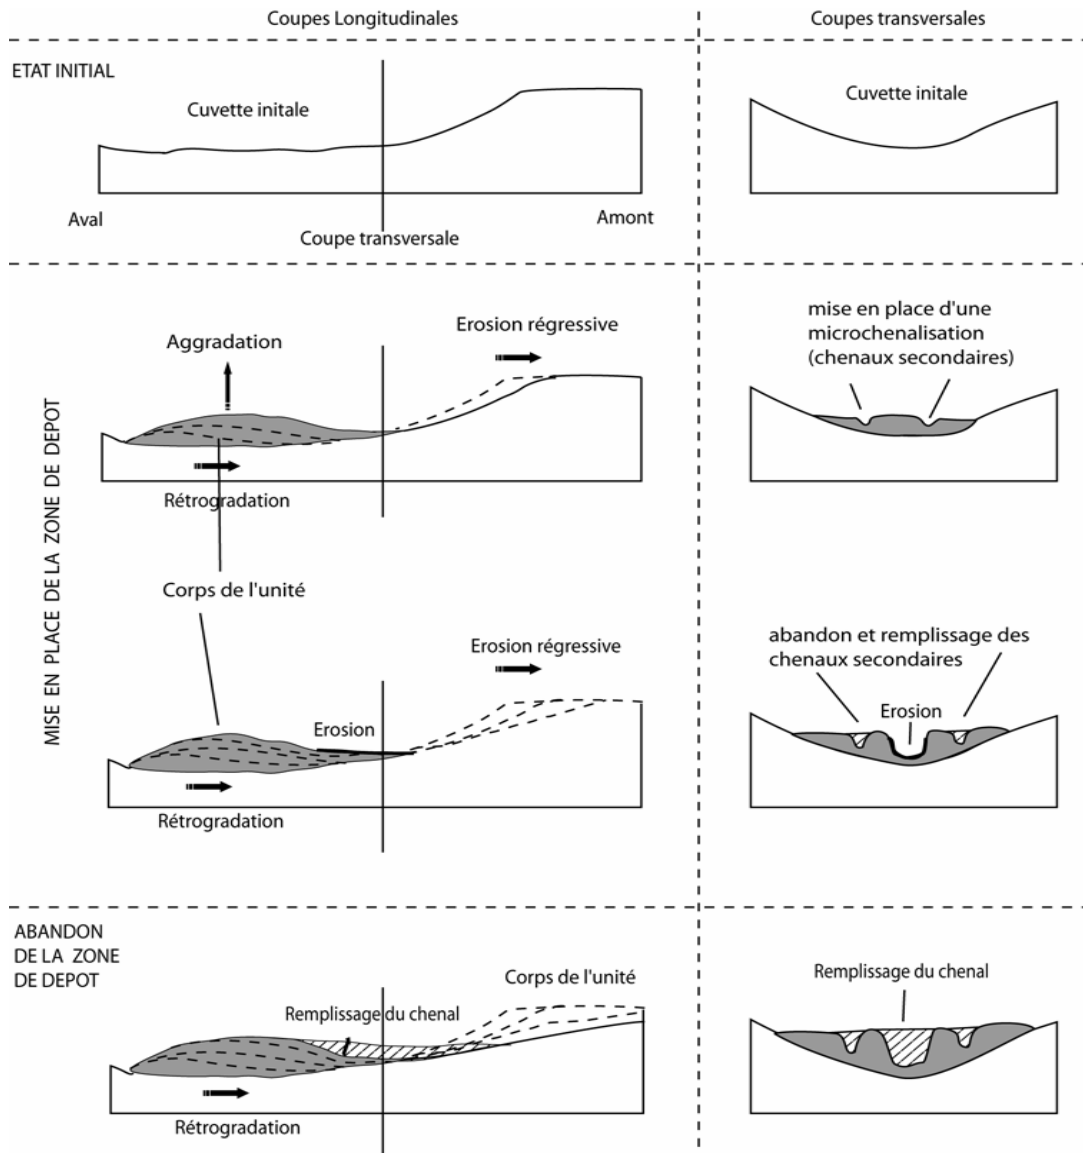 Coupes Longitudinales
Coupes transversales
ETAT INITIAL
Cuvette initale
Cuvette initale
Aval
Amont
Coupe transversale
MISE EN PLACE DE LA ZONE DE DEPOT
Aggradation
Erosion régressive
mise en place d'une
microchenalisation
(chenaux secondaires)
Rétrogradation
Corps de l'unité
Erosion régressive
abandon et remplissage des
chenaux secondaires
Erosion
Erosion
Rétrogradation
ABANDON
DE LA ZONE
DE DEPOT
Corps de l'unité
Remplissage du chenal
Remplissage du chenal
Rétrogradation